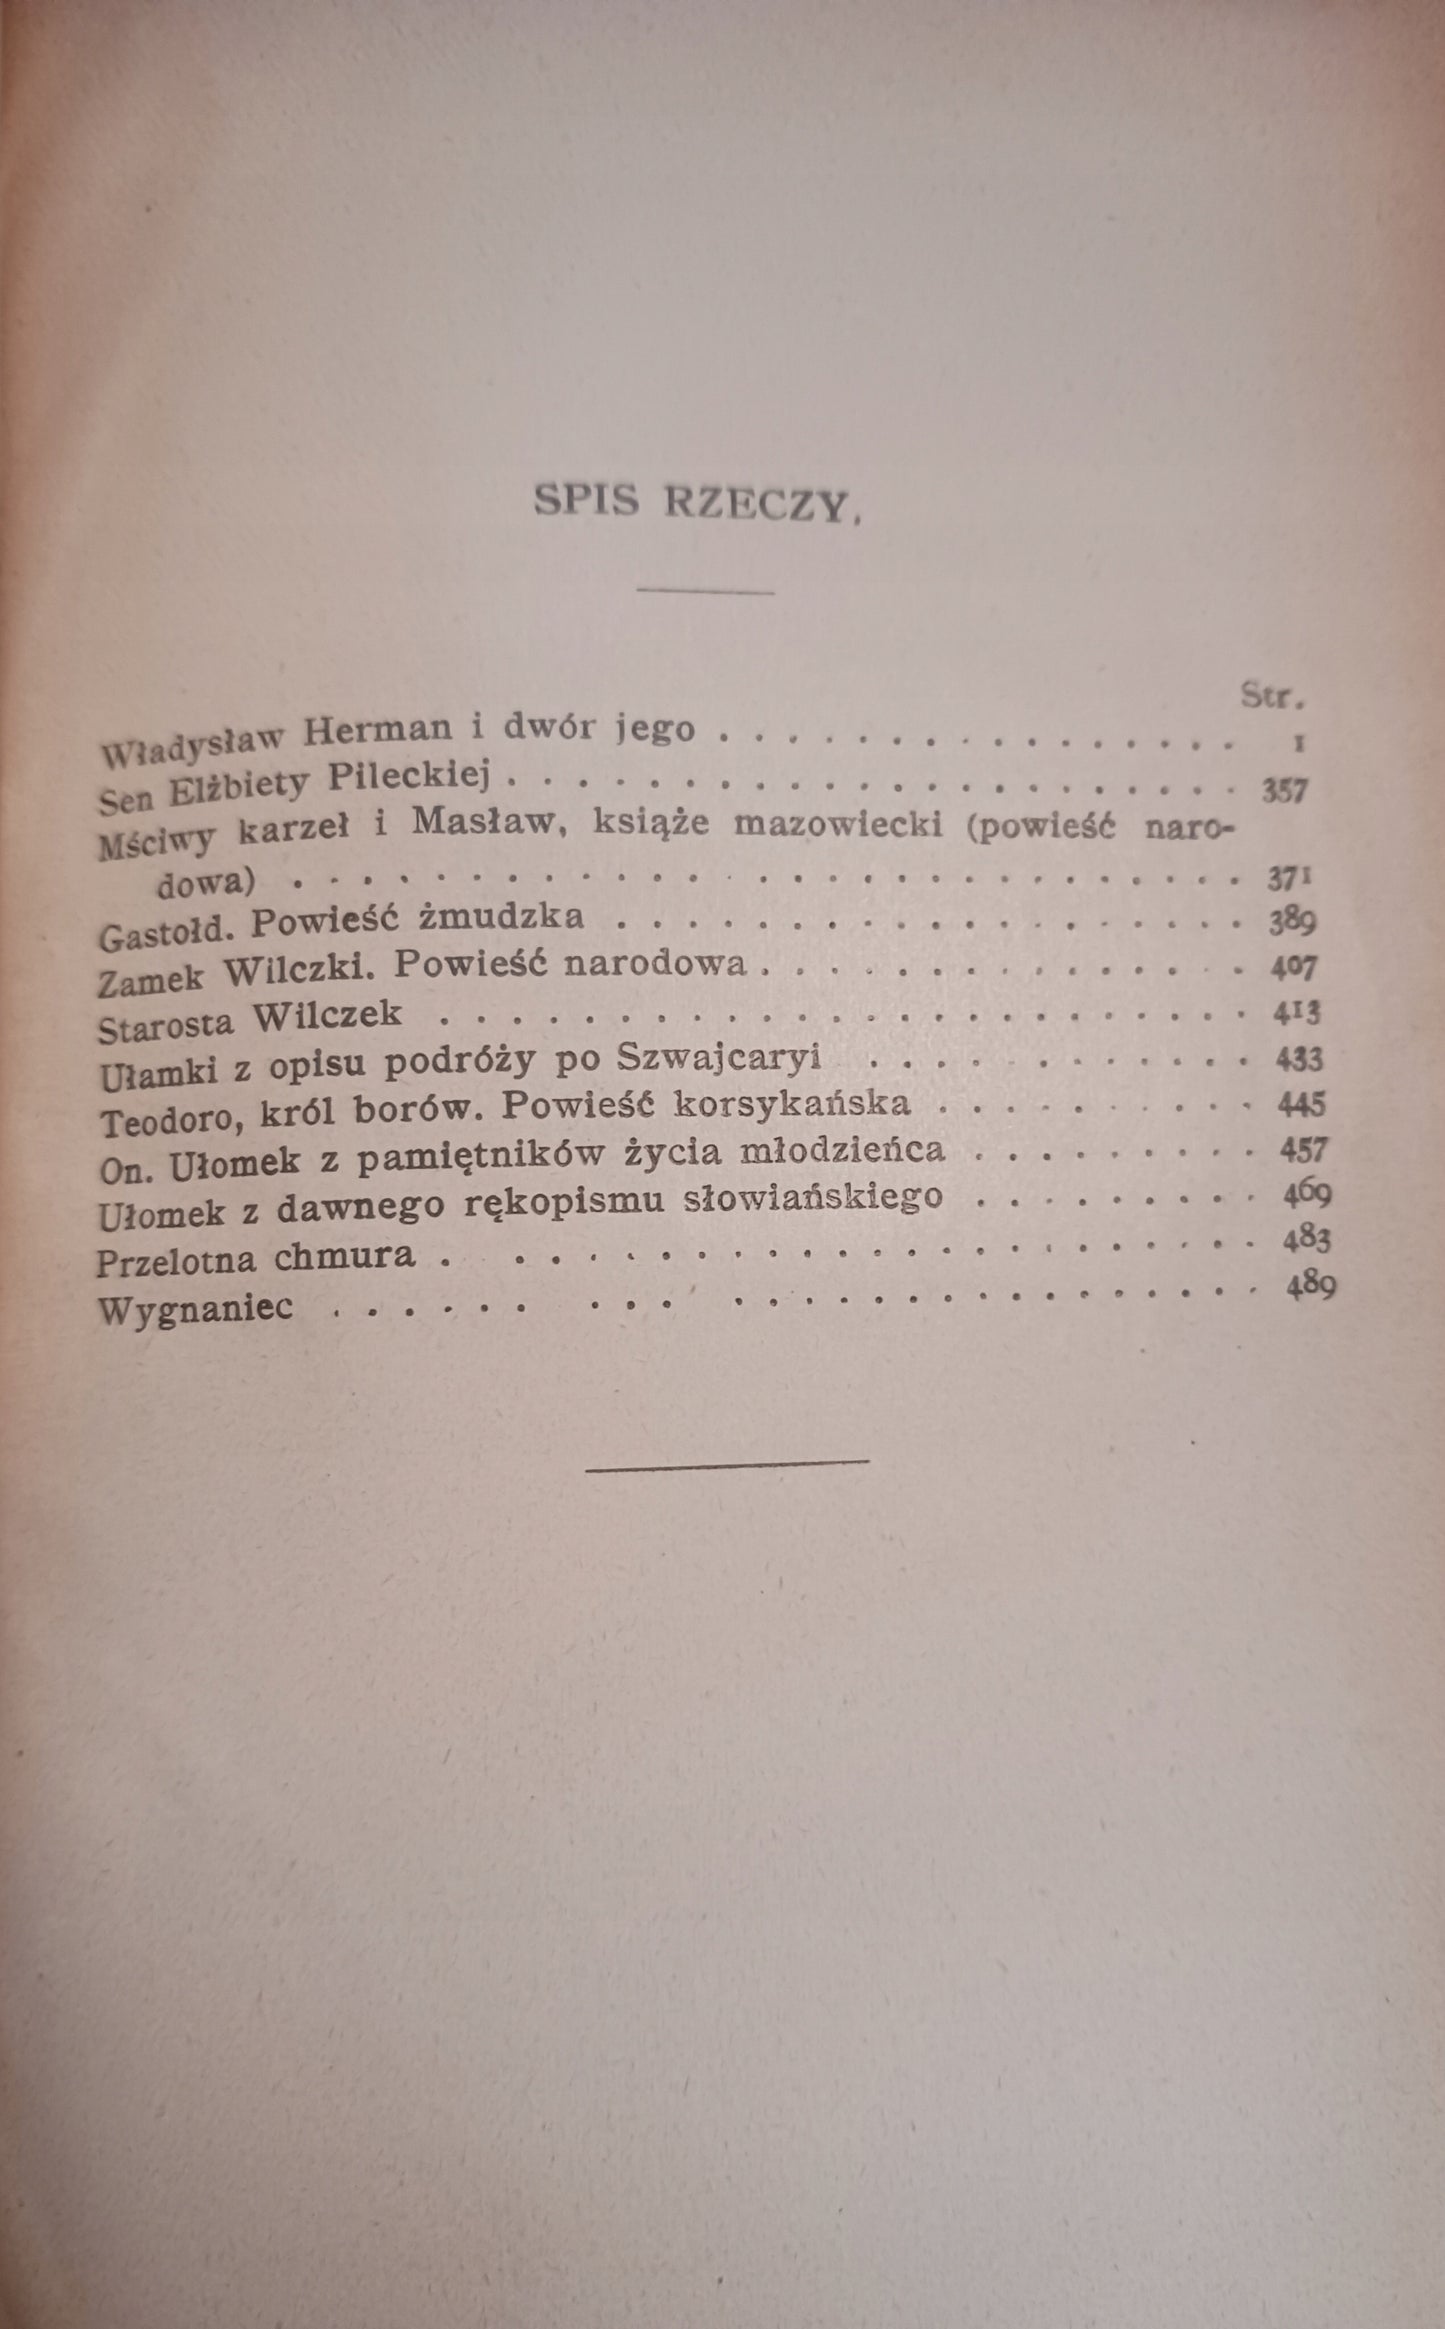 SPIS RZECZY.
Str.
Władysław Herman i dwór jego . . . . . . . . . . . . . . . . 1
Sen Elżbiety Pileckiej . . . . . . . . . . . . . . . . . . . . . . 357
Mściwy karzeł i Masław, książe mazowiecki (powieść naro-
dowa) . . . . . . . . . . . . . . . . . . . . . . . . . . . . 371
Gastołd. Powieść żmudzka . . . . . . . . . . . . . . . . . . . 389
Zamek Wilczki. Powieść narodowa . . . . . . . . . . . . . . . 407
Starosta Wilczek . . . . . . . . . . . . . . . . . . . . . . . . 413
Ułamki z opisu podróży po Szwajcaryi . . . . . . . . . . . . 433
Teodoro, król borów. Powieść korsykańska . . . . . . . . . . 445
On. Ułomek z pamiętników życia młodzieńca . . . . . . . . . 457
Ułomek z dawnego rękopismu słowiańskiego . . . . . . . . . 469
Przelotna chmura . . . . . . . . . . . . . . . . . . . . . . . 483
Wygnaniec . . . . . . . . . . . . . . . . . . . . . . . . . 489